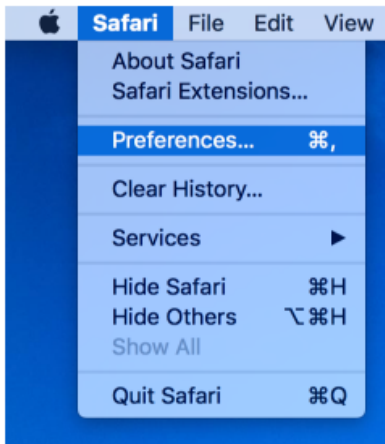 Safari File Edit View
About Safari
Safari Extensions...
Preferences... ⌘,
Clear History...
Services ▶
Hide Safari ⌘H
Hide Others ⌥⌘H
Show All
Quit Safari ⌘Q